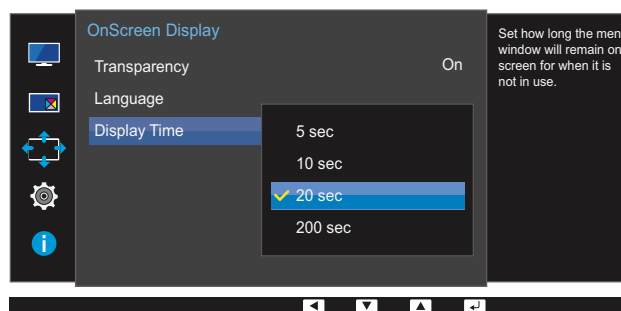 OnScreen Display
Transparency On
Language
Display Time
5 sec
10 sec
20 sec
200 sec
Set how long the men
window will remain on
screen for when it is
not in use.